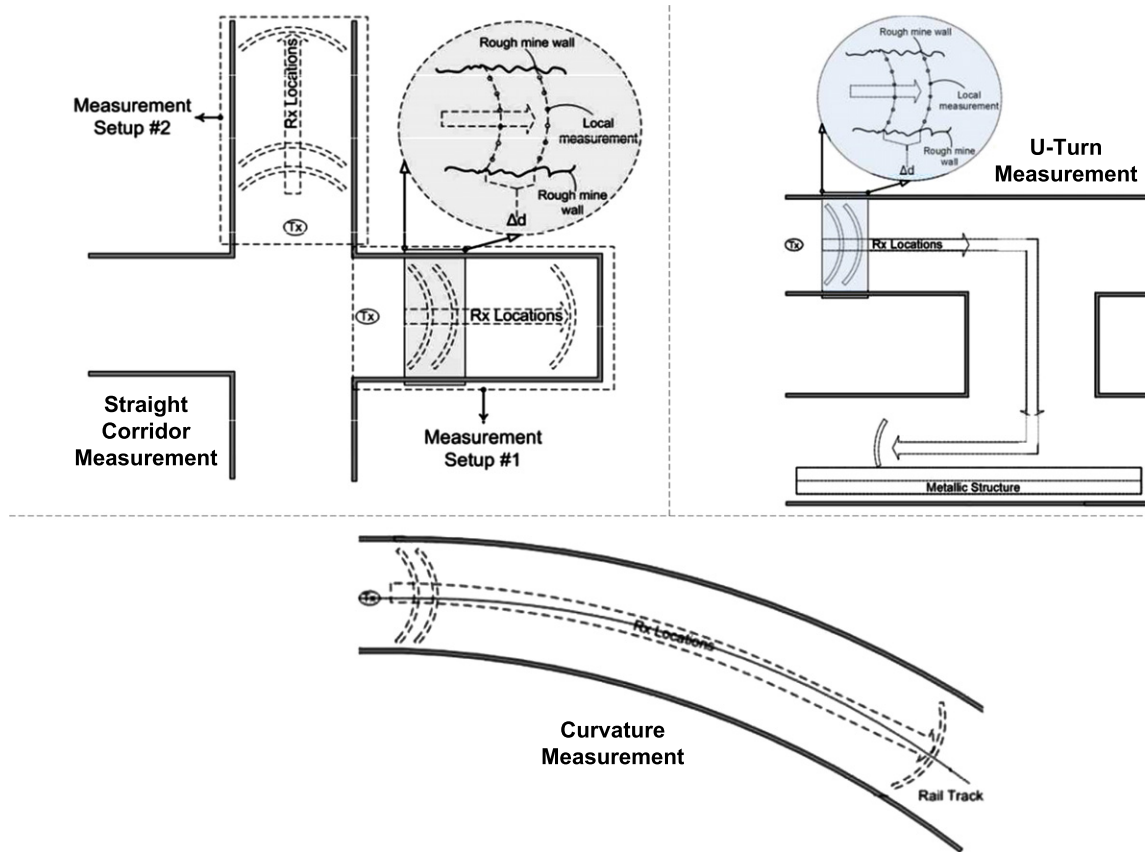 Measurement
Setup #2
Rx Locations
Tx
Rough mine wall
Local
measurement
Rough mine
wall
Δd
Tx
Rx Locations
Straight
Corridor
Measurement
Measurement
Setup #1
Rough mine wall
Local
measurement
Rough mine
wall
Δd
U-Turn
Measurement
Tx
Rx Locations
Metallic Structure
Tx
Rx Locations
Curvature
Measurement
Rail Track